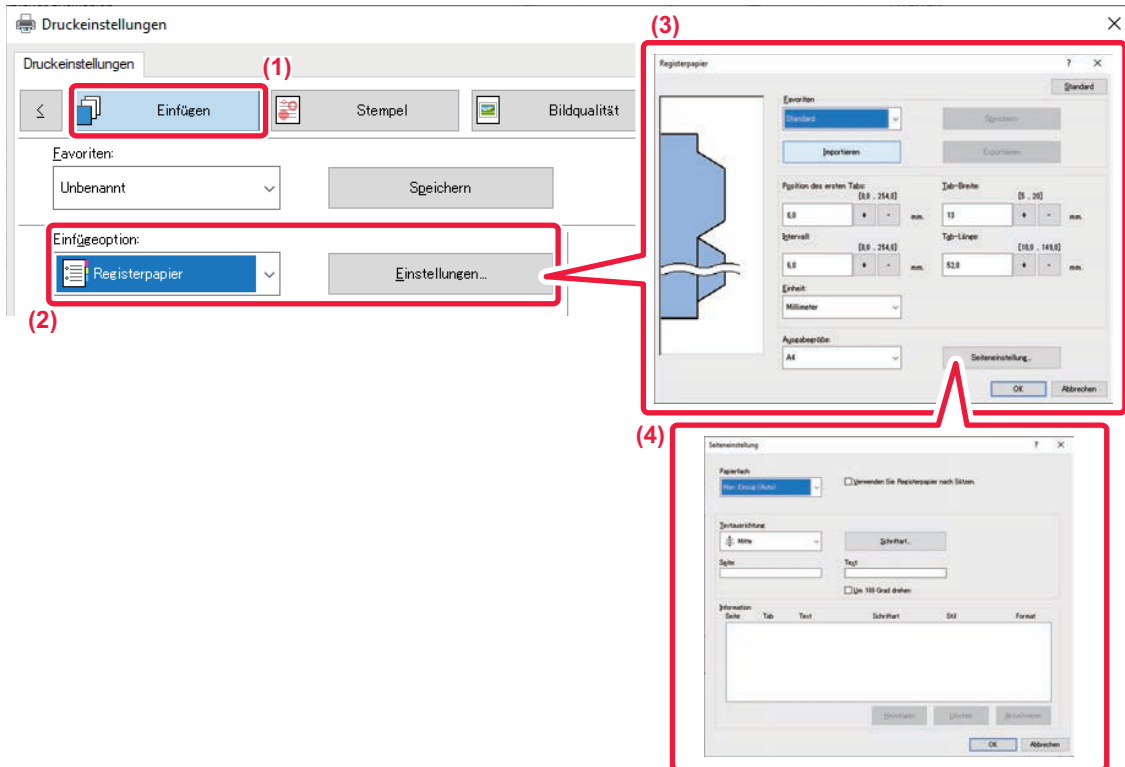 Druckeinstellungen
Druckeinstellungen
(1)
Einfügen
Stempel
Bildqualität
Favoriten:
Unbenannt
Speichern
Einfügeoption:
Registerpapier
Einstellungen...
(2)
(3)
Registerpapier
? ×
Standard
Favoriten
Standard
Speichern
Importieren
Exportieren
Position des ersten Tabs:
[0,0 .. 254,0]
6,0
+ -
mm.
Tab-Breite:
[5 .. 20]
13
+ -
mm.
Intervall:
[0,0 .. 254,0]
6,0
+ -
mm.
Tab-Länge:
[10,0 .. 149,0]
52,0
+ -
mm.
Einheit:
Millimeter
Ausgabegröße:
A4
Seiteneinstellung...
OK
Abbrechen
(4)
Seiteneinstellung
? ×
Papierfach
Man. Einzug (Auto)
Verwenden Sie Registerpapier nach Sätzen.
Textausrichtung
Mitte
Schriftart...
Seite
Text
Um 180 Grad drehen
Information
Seite Tab Text Schriftart Stil Format
Hinzufügen
Löschen
Aktualisieren
OK
Abbrechen